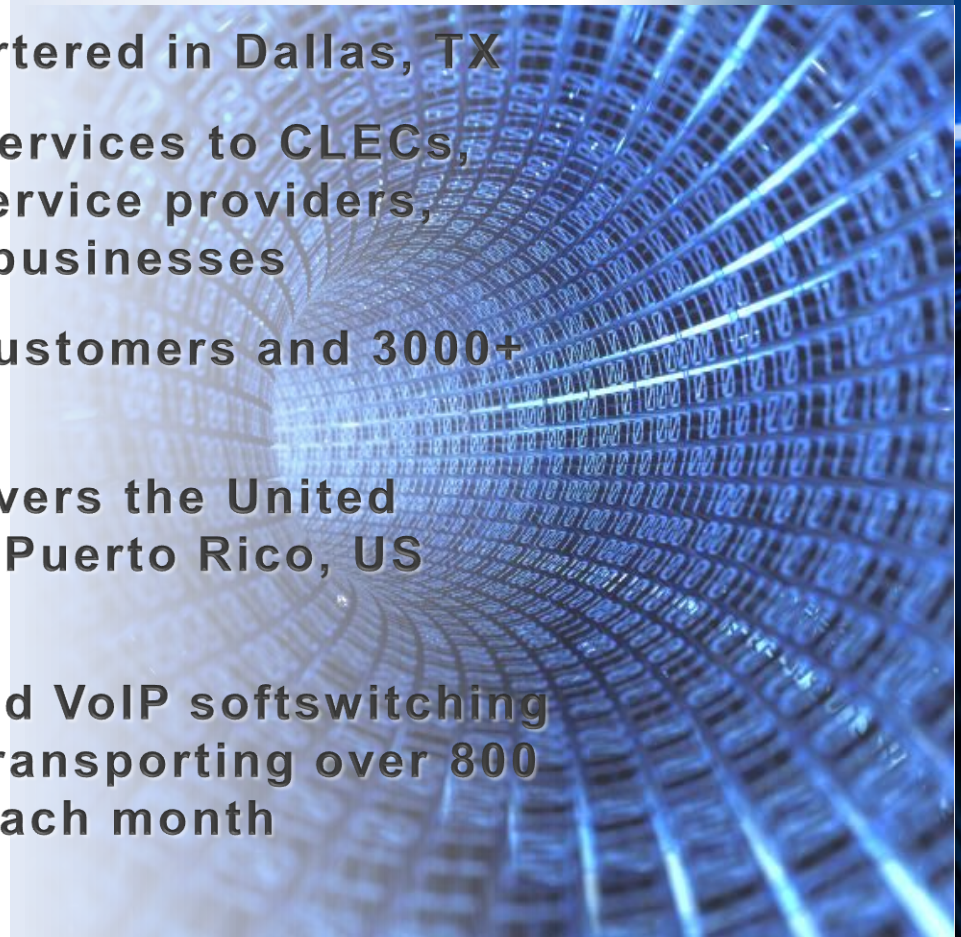 rtered in Dallas, TX
ervices to CLECs,
ervice providers,
businesses
ustomers and 3000+
vers the United
Puerto Rico, US
d VoIP softswitching
ransporting over 800
ach month